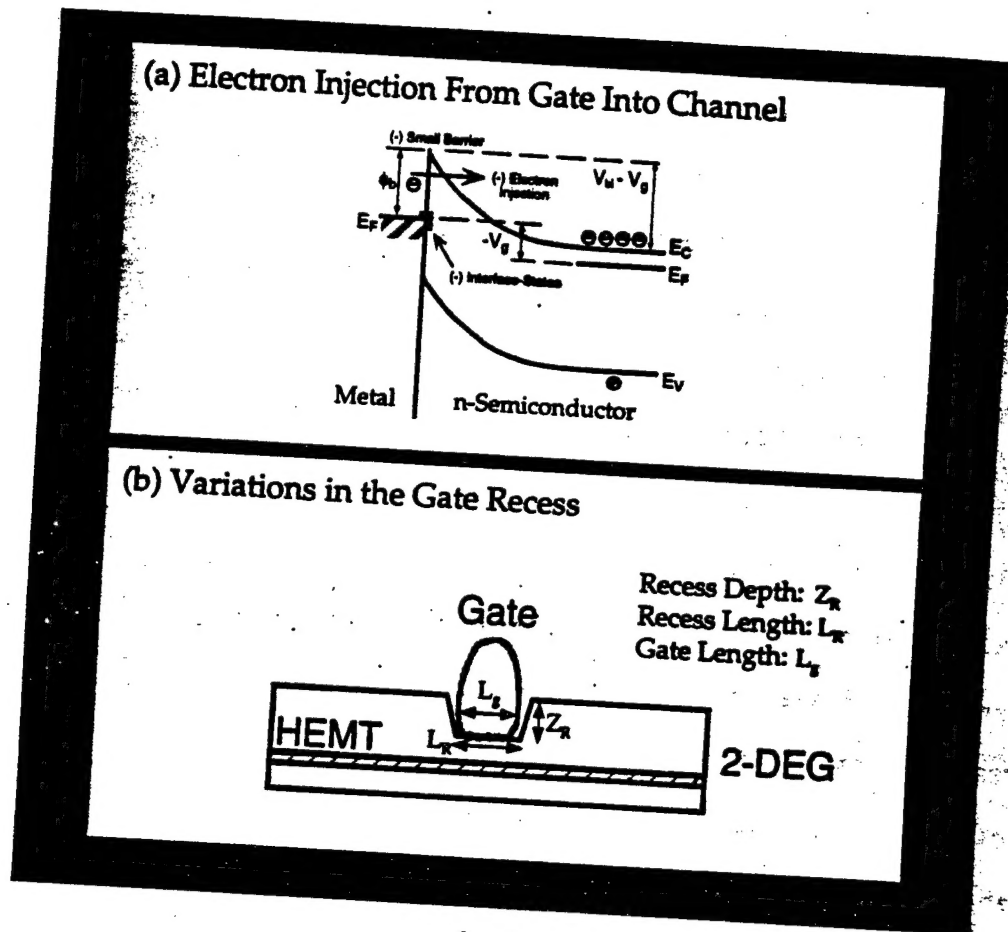 (a) Electron Injection From Gate Into Channel
(-) Small Barrier
ϕb
(-) Electron
Injection
Vbi - Vg
EF
-Vg
EC
EF
(-) Interface-States
EV
Metal
n-Semiconductor
(b) Variations in the Gate Recess
Recess Depth: ZR
Recess Length: LR
Gate Length: Lg
Gate
Lg
ZR
HEMT
LR
2-DEG